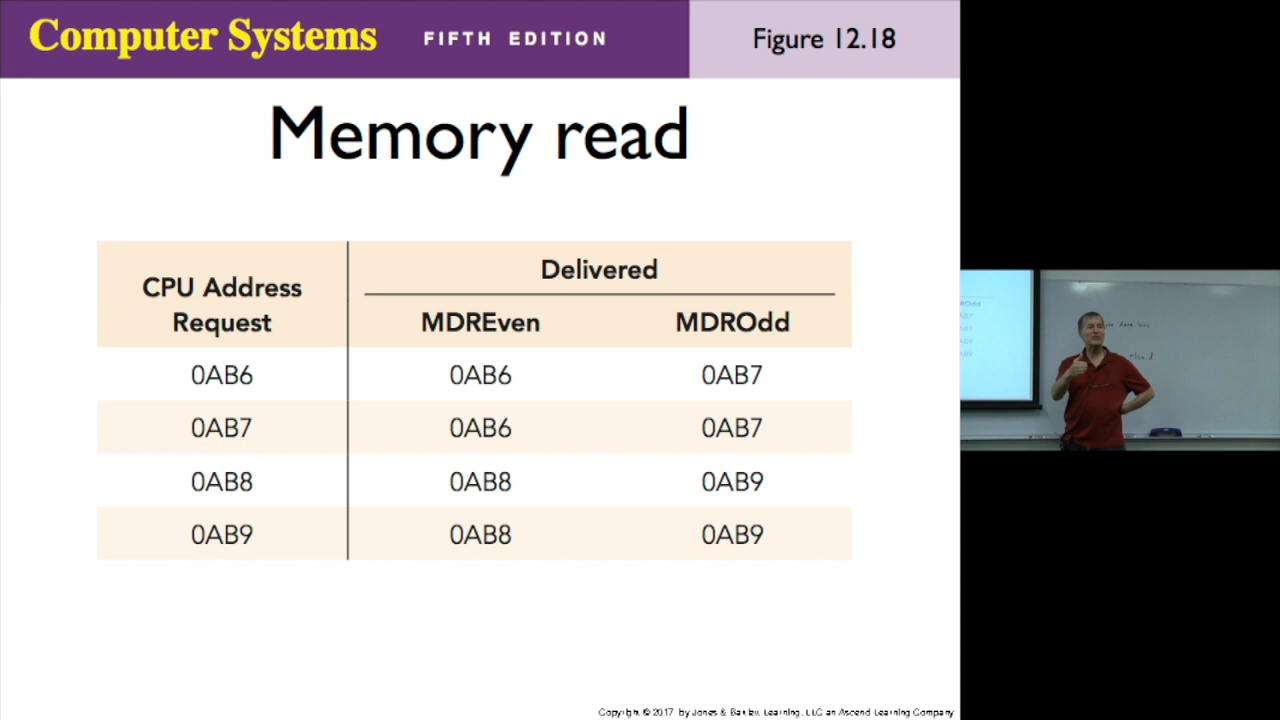 Computer Systems FIFTH EDITION Figure 12.18
Memory read
CPU Address Request Delivered
MDREven MDROdd
0AB6 0AB6 0AB7
0AB7 0AB6 0AB7
0AB8 0AB8 0AB9
0AB9 0AB8 0AB9
Copyright © 2017 by Jones & Bartlett Learning, LLC an Ascend Learning Company
data bus